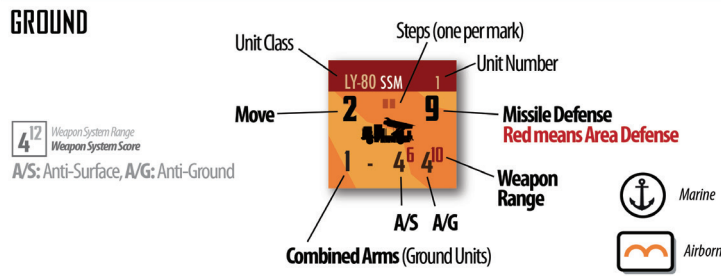 GROUND
Steps (one per mark)
Unit Class
Unit Number
LY-80 SSM 1
Move
2 9
Missile Defense
Red means Area Defense
4 12 Weapon System Range
Weapon System Score
A/S: Anti-Surface, A/G: Anti-Ground
1 - 4 6 4 10
Weapon
Range
A/S A/G
Combined Arms (Ground Units)
Marine
Airborn